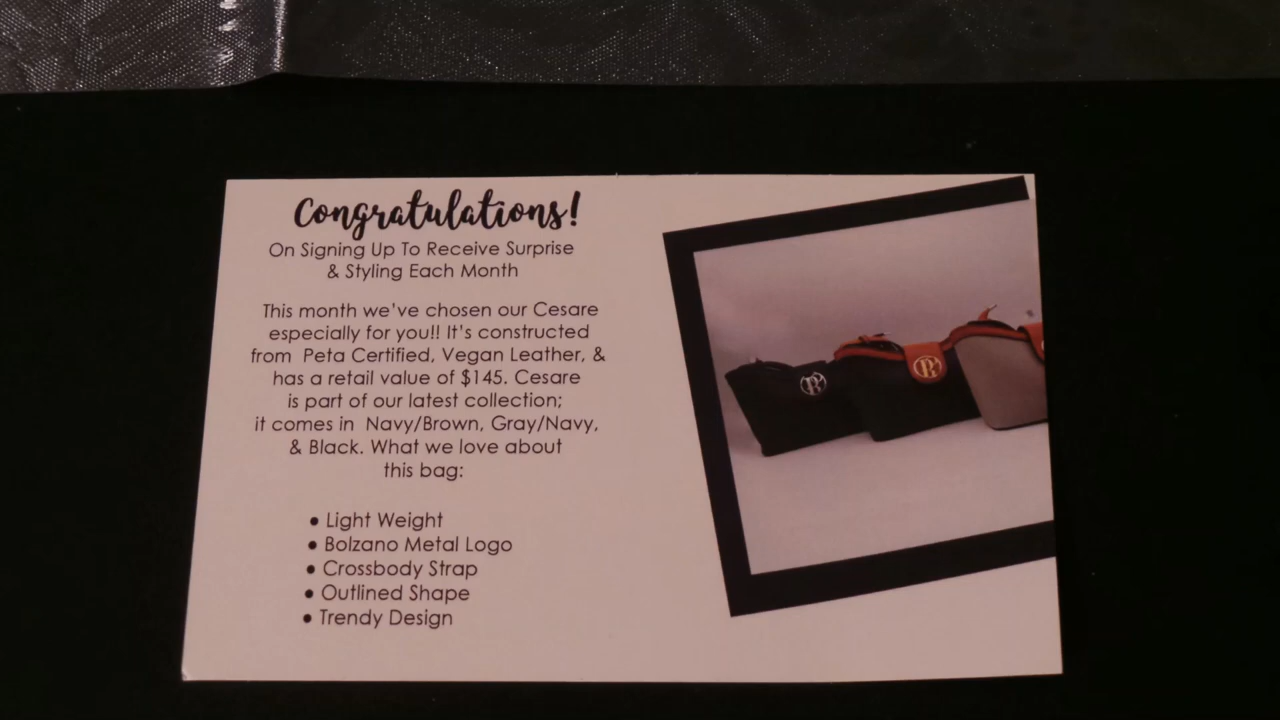 Congratulations!
On Signing Up To Receive Surprise
& Styling Each Month
This month we've chosen our Cesare
especially for you!! It's constructed
from Peta Certified, Vegan Leather, &
has a retail value of $145. Cesare
is part of our latest collection;
it comes in Navy/Brown, Gray/Navy,
& Black. What we love about
this bag:
• Light Weight
• Bolzano Metal Logo
• Crossbody Strap
• Outlined Shape
• Trendy Design